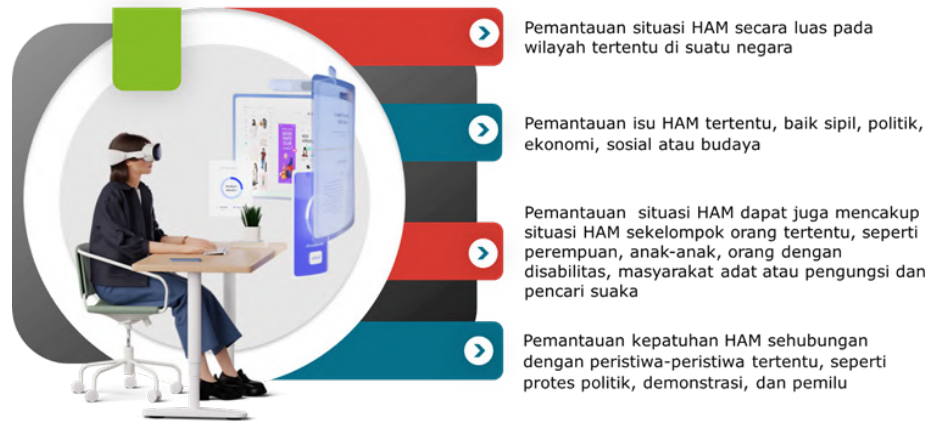 Pemantauan situasi HAM secara luas pada
wilayah tertentu di suatu negara
Pemantauan isu HAM tertentu, baik sipil, politik,
ekonomi, sosial atau budaya
Pemantauan situasi HAM dapat juga mencakup
situasi HAM sekelompok orang tertentu, seperti
perempuan, anak-anak, orang dengan
disabilitas, masyarakat adat atau pengungsi dan
pencari suaka
Pemantauan kepatuhan HAM sehubungan
dengan peristiwa-peristiwa tertentu, seperti
protes politik, demonstrasi, dan pemilu